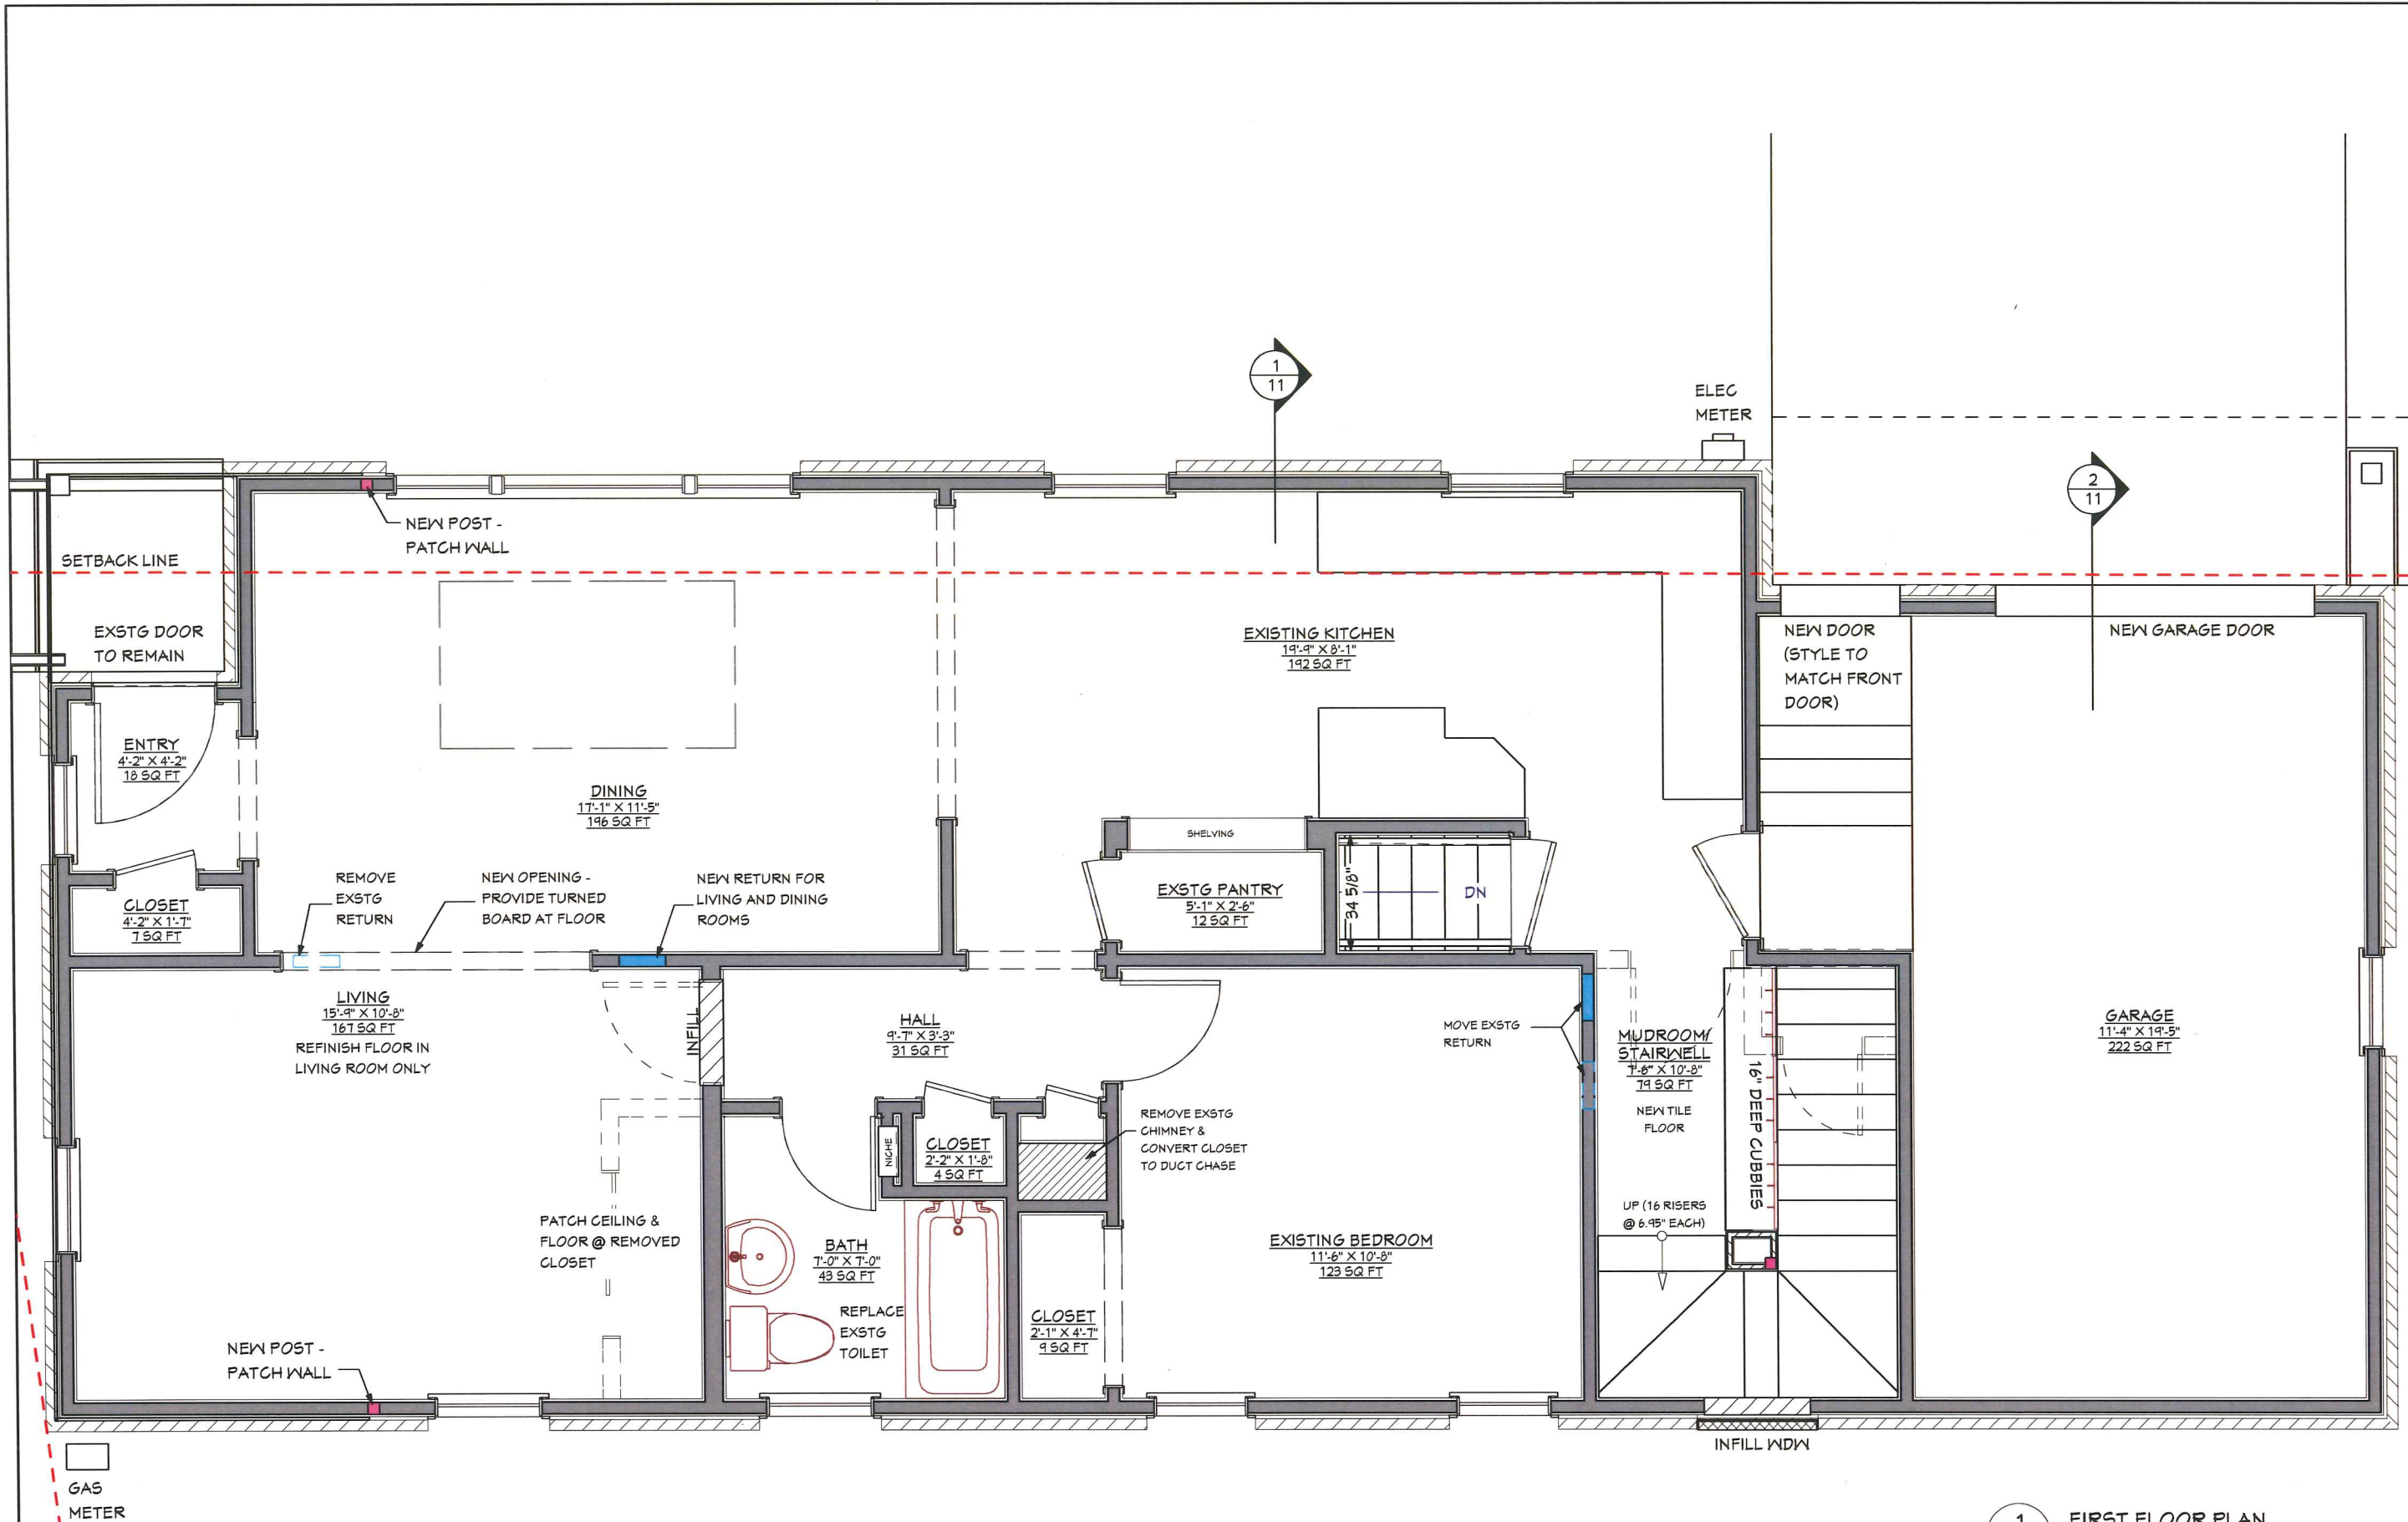 1
11
ELEC
METER
2
11
NEW POST -
PATCH WALL
SETBACK LINE
EXSTG DOOR
TO REMAIN
EXISTING KITCHEN
19'-9" X 8'-1"
192 SQ FT
NEW DOOR
(STYLE TO
MATCH FRONT
DOOR)
NEW GARAGE DOOR
ENTRY
4'-2" X 4'-2"
18 SQ FT
DINING
17'-1" X 11'-5"
196 SQ FT
SHELVING
CLOSET
4'-2" X 1'-7"
7 SQ FT
REMOVE
EXSTG
RETURN
NEW OPENING -
PROVIDE TURNED
BOARD AT FLOOR
NEW RETURN FOR
LIVING AND DINING
ROOMS
EXSTG PANTRY
5'-1" X 2'-6"
12 SQ FT
34 5/8"
DN
LIVING
15'-9" X 10'-8"
167 SQ FT
REFINISH FLOOR IN
LIVING ROOM ONLY
INFILL
HALL
9'-7" X 3'-3"
31 SQ FT
MOVE EXSTG
RETURN
MUDROOM/
STAIRWELL
7'-6" X 10'-8"
79 SQ FT
NEW TILE
FLOOR
16" DEEP CUBBIES
GARAGE
11'-4" X 19'-5"
222 SQ FT
NICHE
CLOSET
2'-2" X 1'-8"
4 SQ FT
REMOVE EXSTG
CHIMNEY &
CONVERT CLOSET
TO DUCT CHASE
UP (16 RISERS
@ 6.95" EACH)
PATCH CEILING &
FLOOR @ REMOVED
CLOSET
BATH
7'-0" X 7'-0"
43 SQ FT
REPLACE
EXSTG
TOILET
EXISTING BEDROOM
11'-6" X 10'-8"
123 SQ FT
CLOSET
2'-1" X 4'-7"
9 SQ FT
NEW POST -
PATCH WALL
INFILL WDW
GAS
METER
1
FIRST FLOOR PLAN